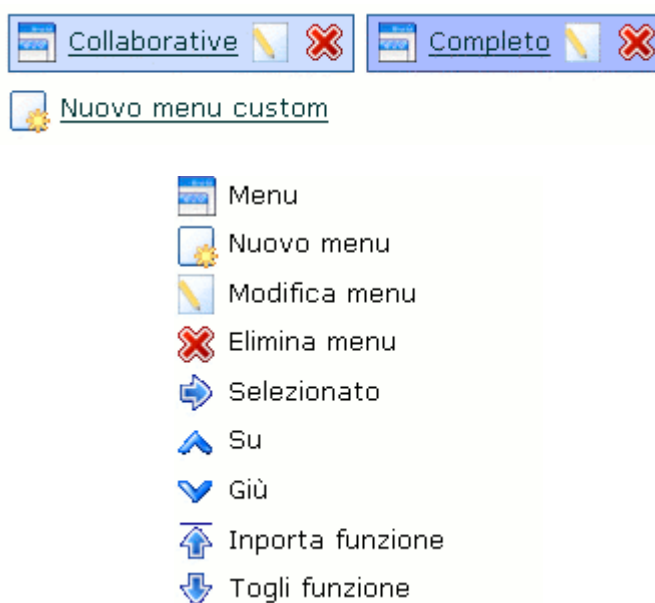 Collaborative Completo
Nuovo menu custom
Menu
Nuovo menu
Modifica menu
Elimina menu
Selezionato
Su
Giù
Inporta funzione
Togli funzione